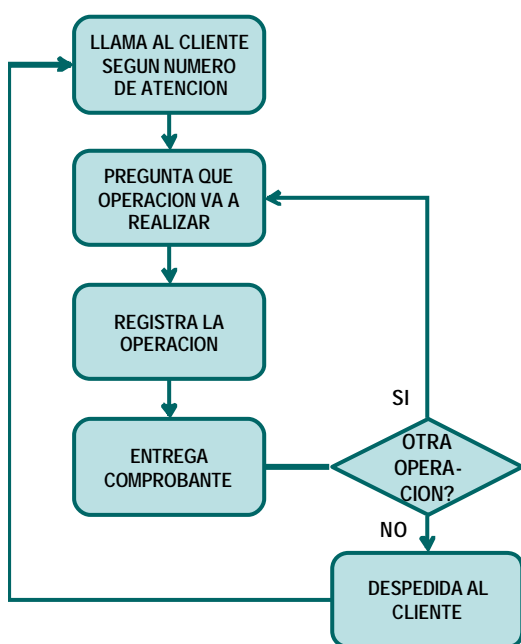 LLAMA AL CLIENTE
SEGUN NUMERO
DE ATENCION
PREGUNTA QUE
OPERACION VA A
REALIZAR
REGISTRA LA
OPERACION
ENTREGA
COMPROBANTE
SI
OTRA
OPERA-
CION?
NO
DESPEDIDA AL
CLIENTE